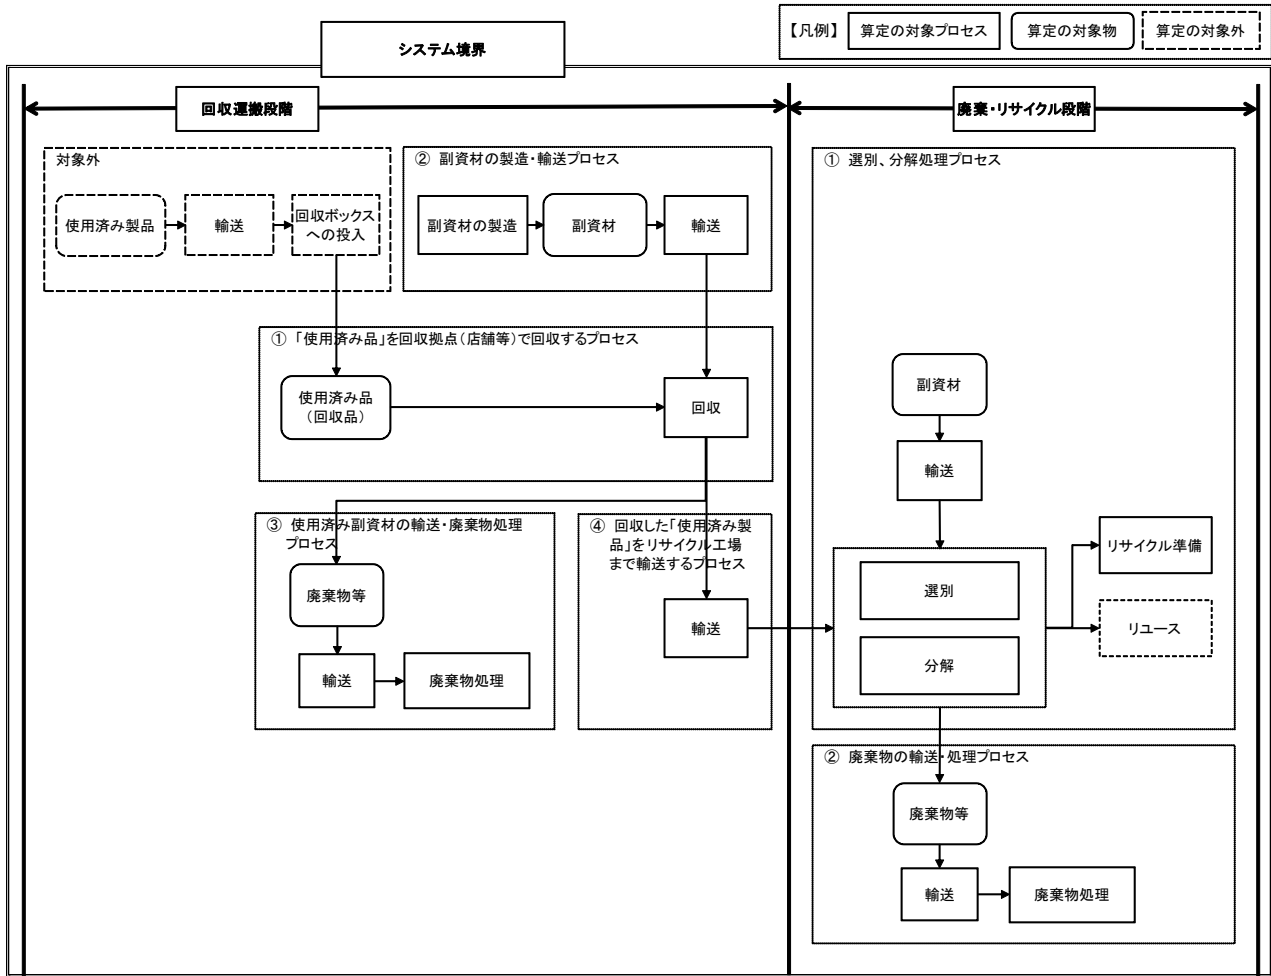 【凡例】
算定の対象プロセス
算定の対象物
算定の対象外
システム境界
回収運搬段階
廃棄・リサイクル段階
対象外
使用済み製品
輸送
回収ボックス
への投入
② 副資材の製造・輸送プロセス
副資材の製造
副資材
輸送
① 「使用済み品」を回収拠点(店舗等)で回収するプロセス
使用済み品
(回収品)
回収
③ 使用済み副資材の輸送・廃棄物処理
プロセス
廃棄物等
輸送
廃棄物処理
④ 回収した「使用済み製
品」をリサイクル工場
まで輸送するプロセス
輸送
① 選別、分解処理プロセス
副資材
輸送
選別
分解
リサイクル準備
リユース
② 廃棄物の輸送・処理プロセス
廃棄物等
輸送
廃棄物処理